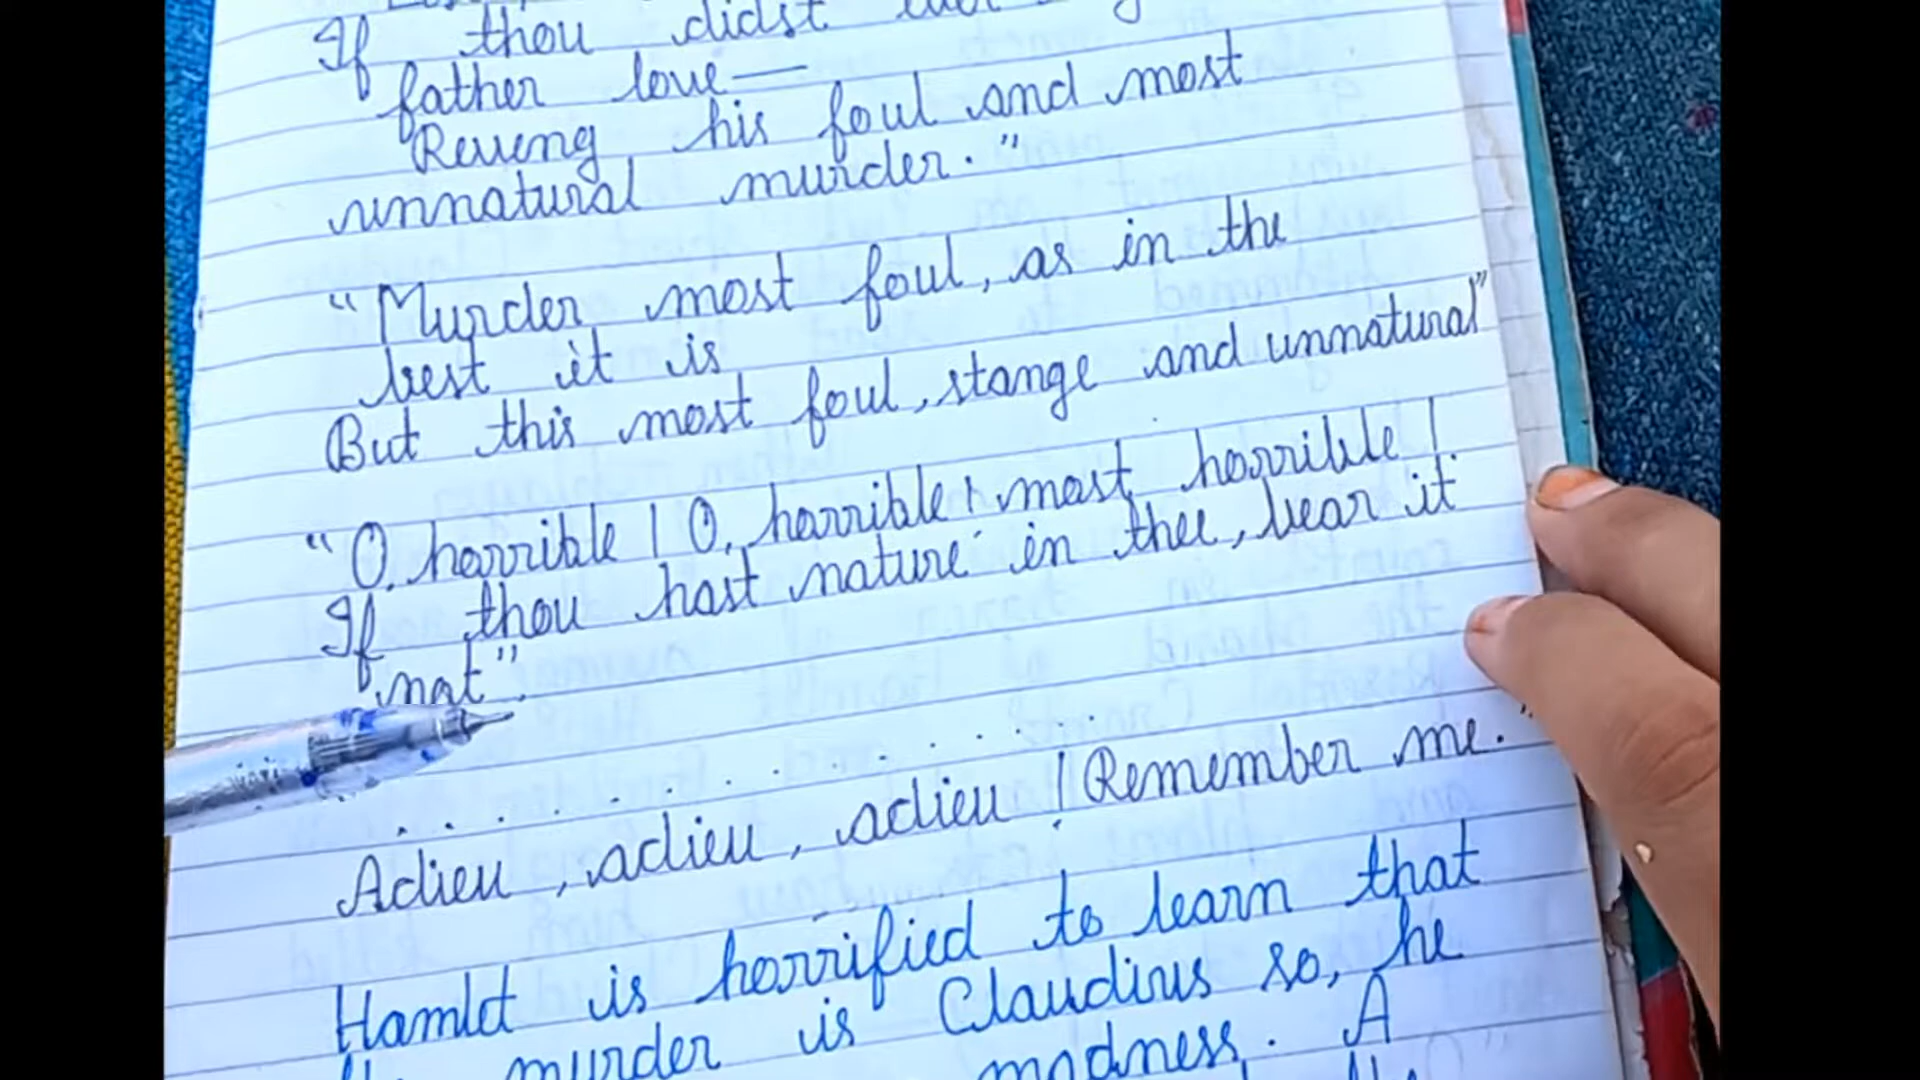 If thou didst
father love—
Reveng his foul and most
unnatural murder."
"Murder most foul, as in the
best it is
But this most foul, stange and unnatural"
"O, horrible! O, horrible! most horrible!
If thou hast nature in thee, bear it
not".
Adieu, adieu, adieu! Remember me."
Hamlet is horrified to learn that
murder is Claudius so, he
madness. A